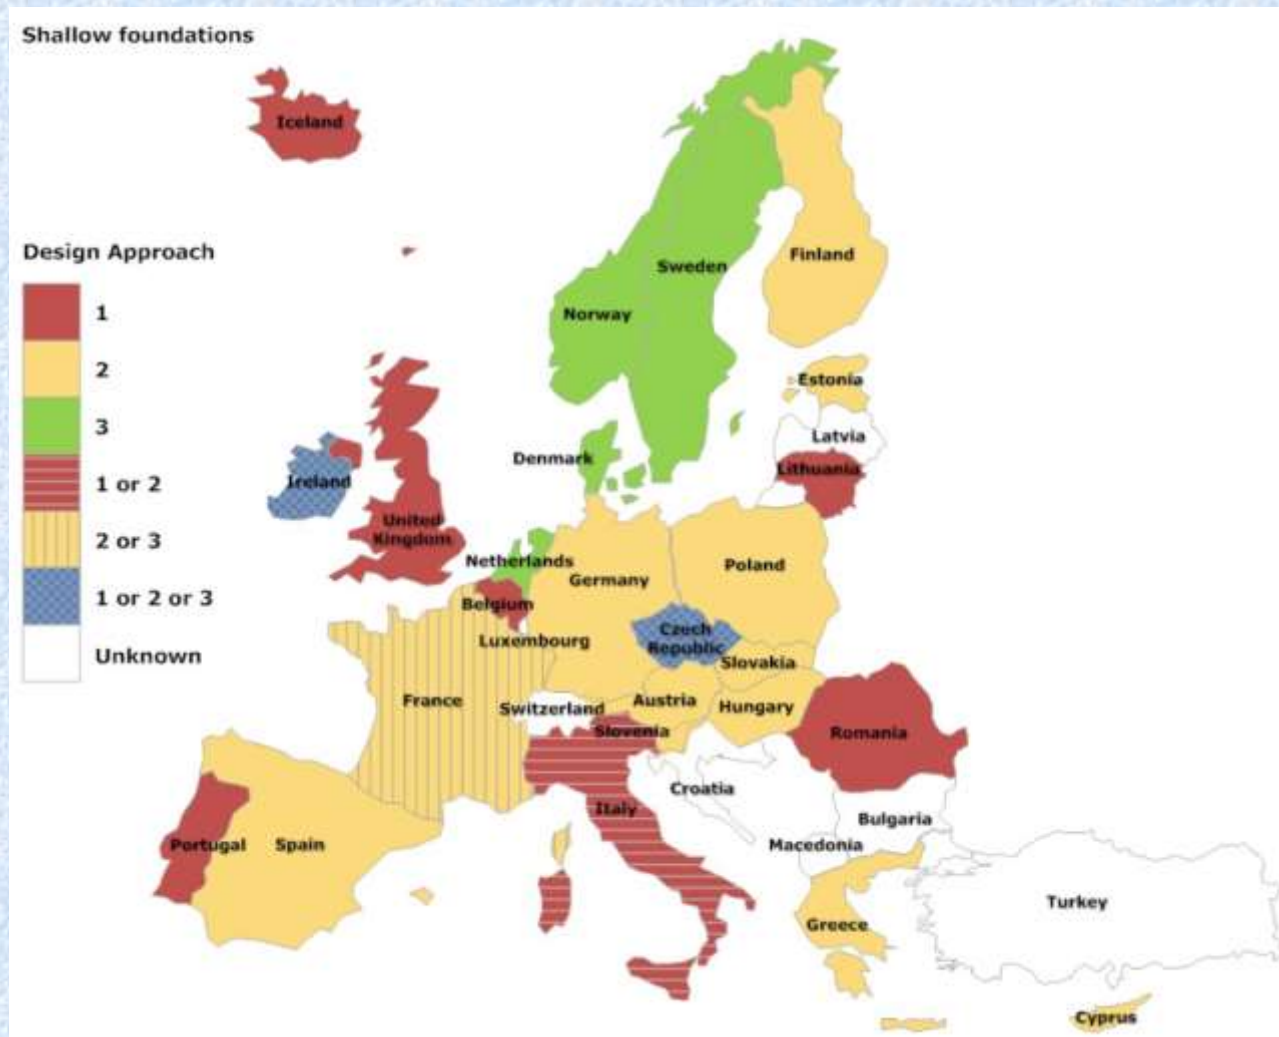 Shallow foundations
Iceland
Design Approach
1
2
3
1 or 2
2 or 3
1 or 2 or 3
Unknown
Finland
Sweden
Norway
Estonia
Latvia
Denmark
Lithuania
Ireland
United
Kingdom
Netherlands
Poland
Germany
Belgium
Czech
Republic
Luxembourg
Slovakia
France
Switzerland
Austria
Hungary
Slovenia
Romania
Croatia
Italy
Bulgaria
Portugal
Spain
Macedonia
Turkey
Greece
Cyprus